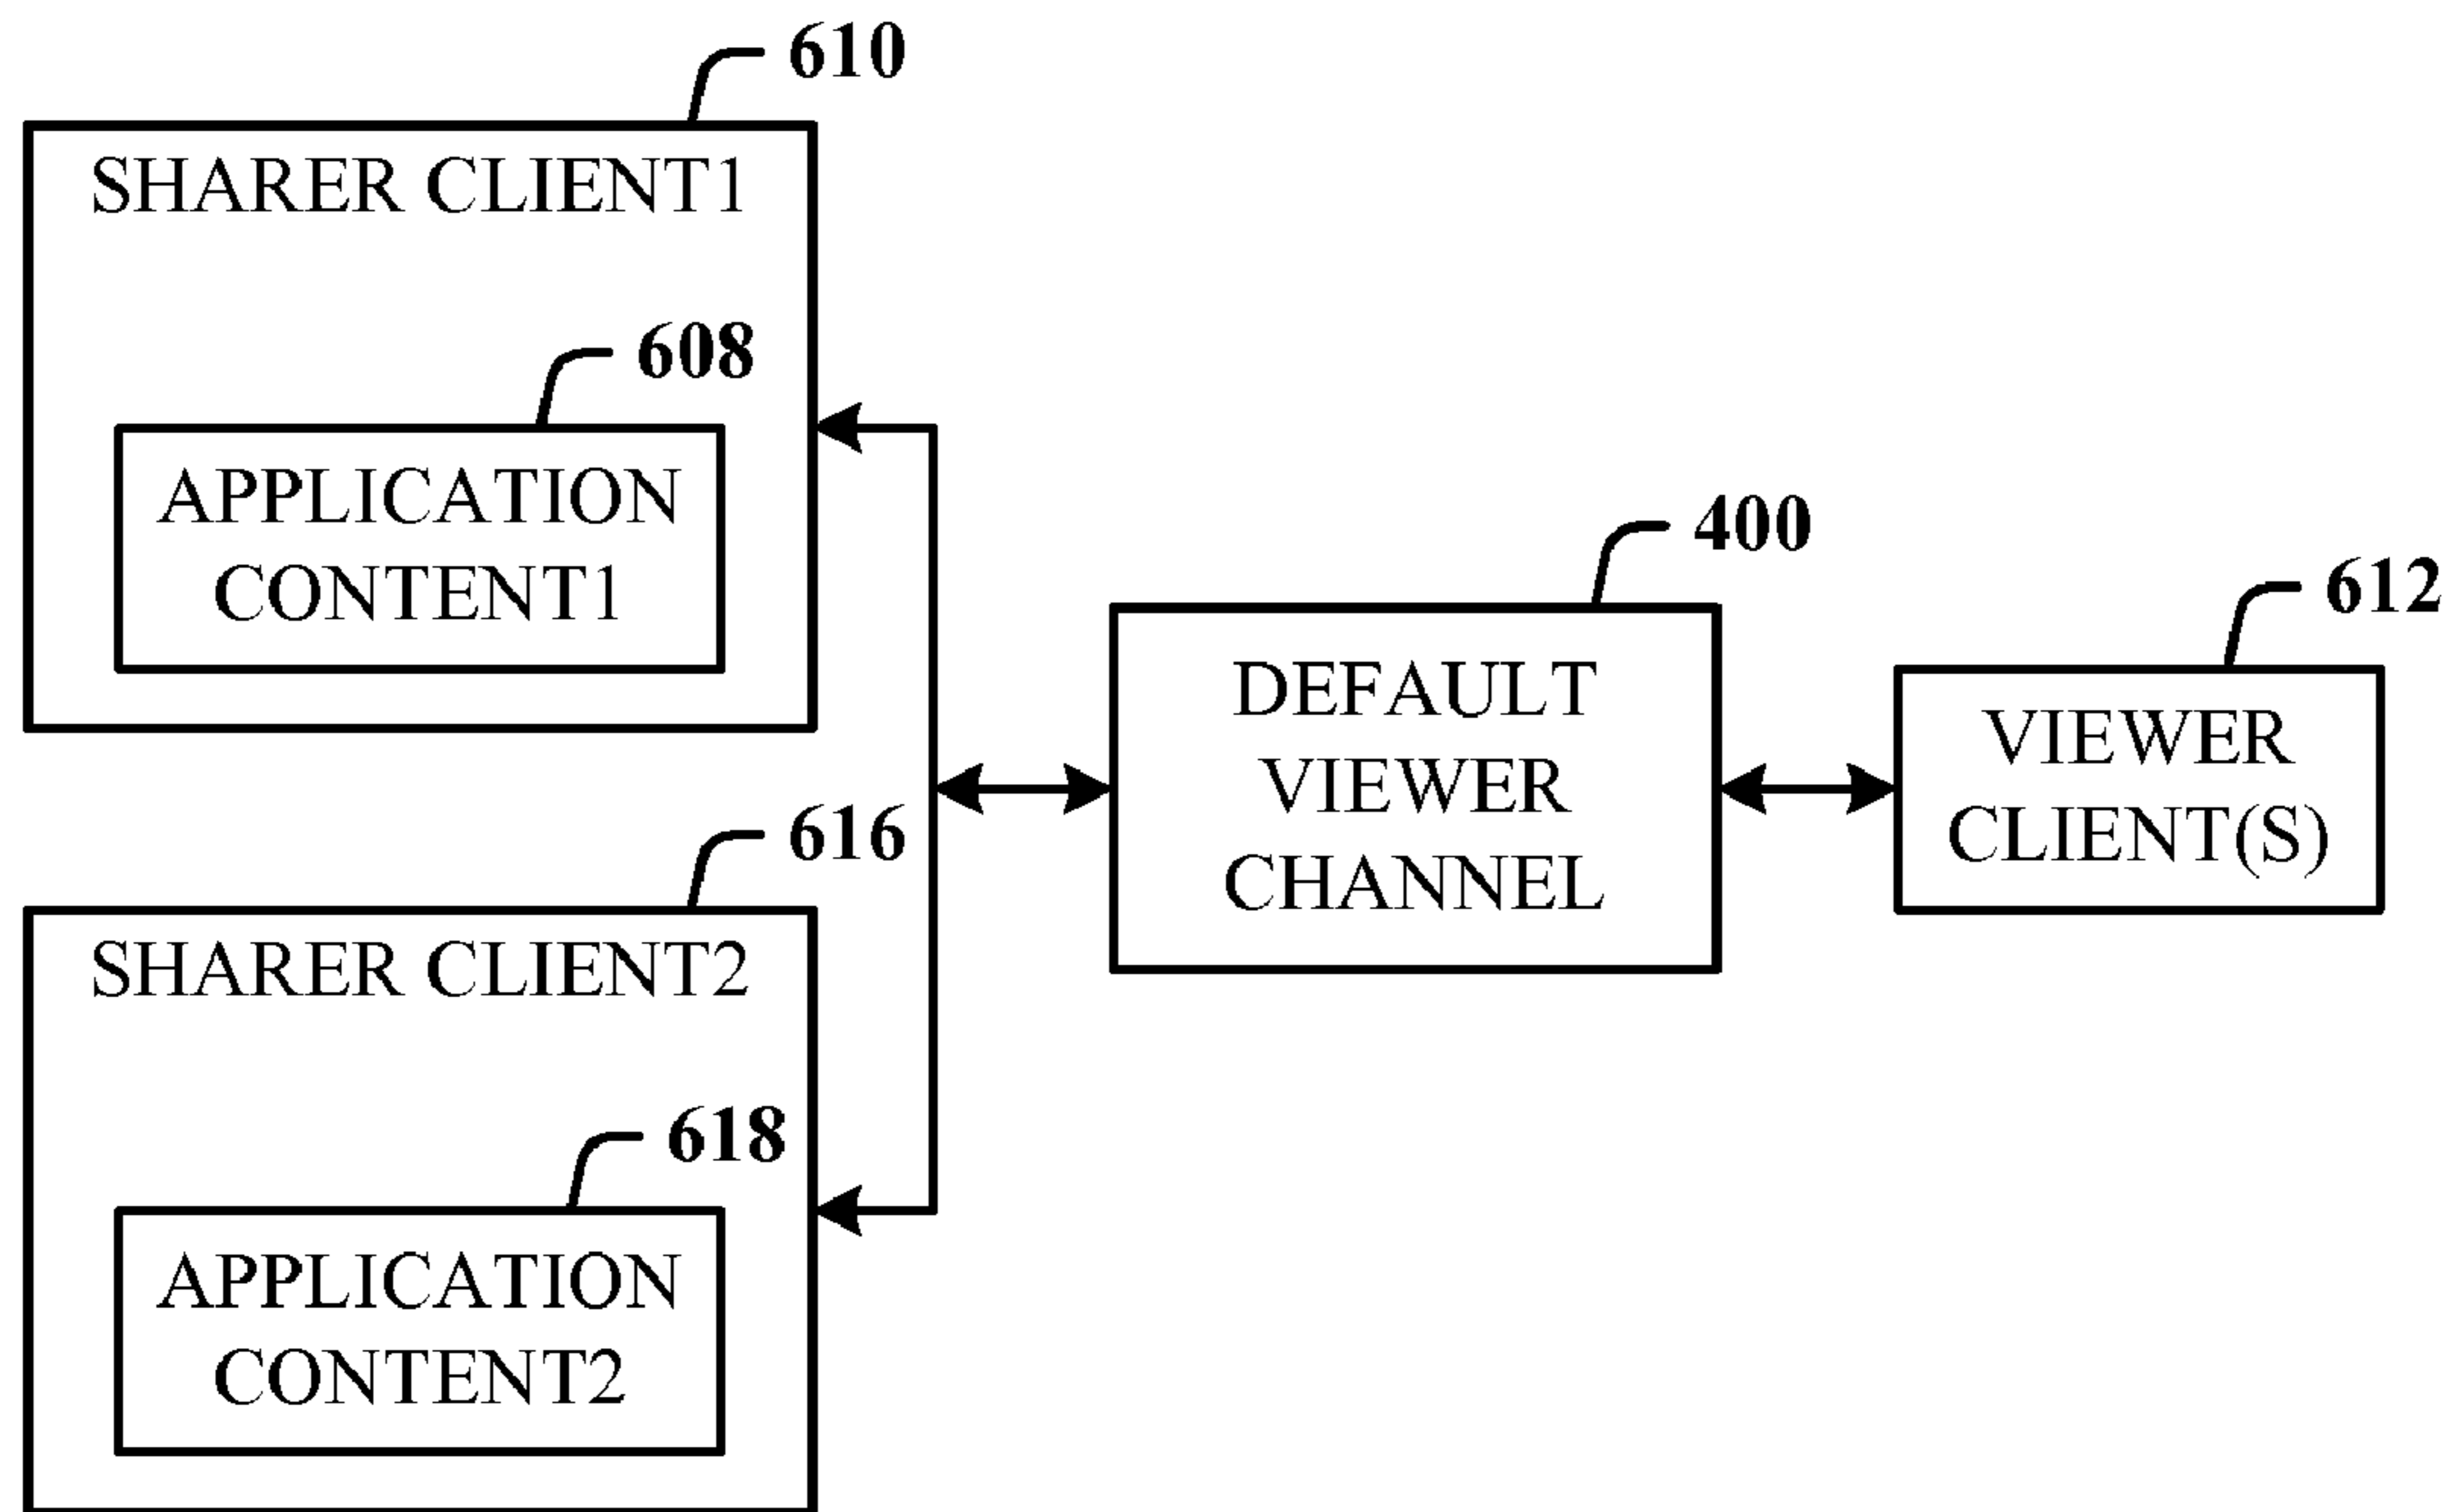 610
SHARER CLIENT1
608
APPLICATION
CONTENT1
400
DEFAULT
VIEWER
CHANNEL
612
VIEWER
CLIENT(S)
616
SHARER CLIENT2
618
APPLICATION
CONTENT2